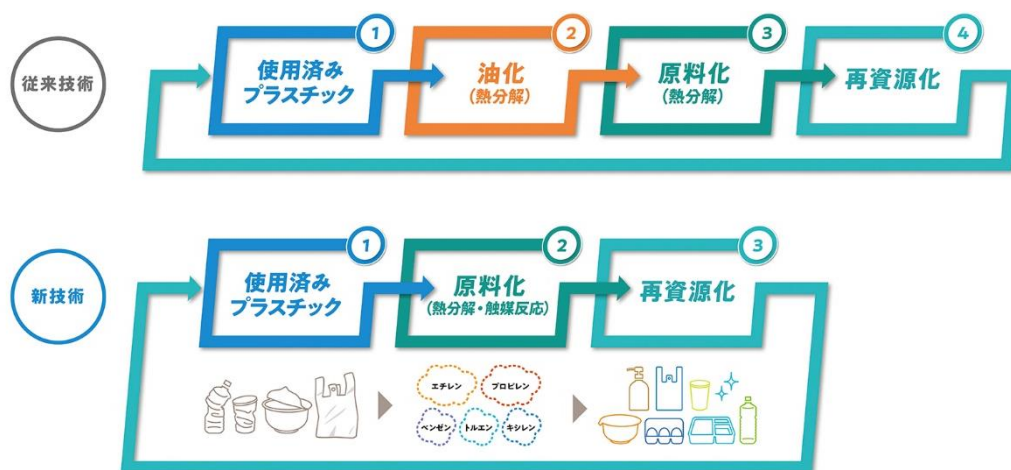 従来技術
1
使用済み
プラスチック
2
油化
(熱分解)
3
原料化
(熱分解)
4
再資源化
新技術
1
使用済み
プラスチック
2
原料化
(熱分解・触媒反応)
3
再資源化
エチレン
プロピレン
ベンゼン
トルエン
キシレン